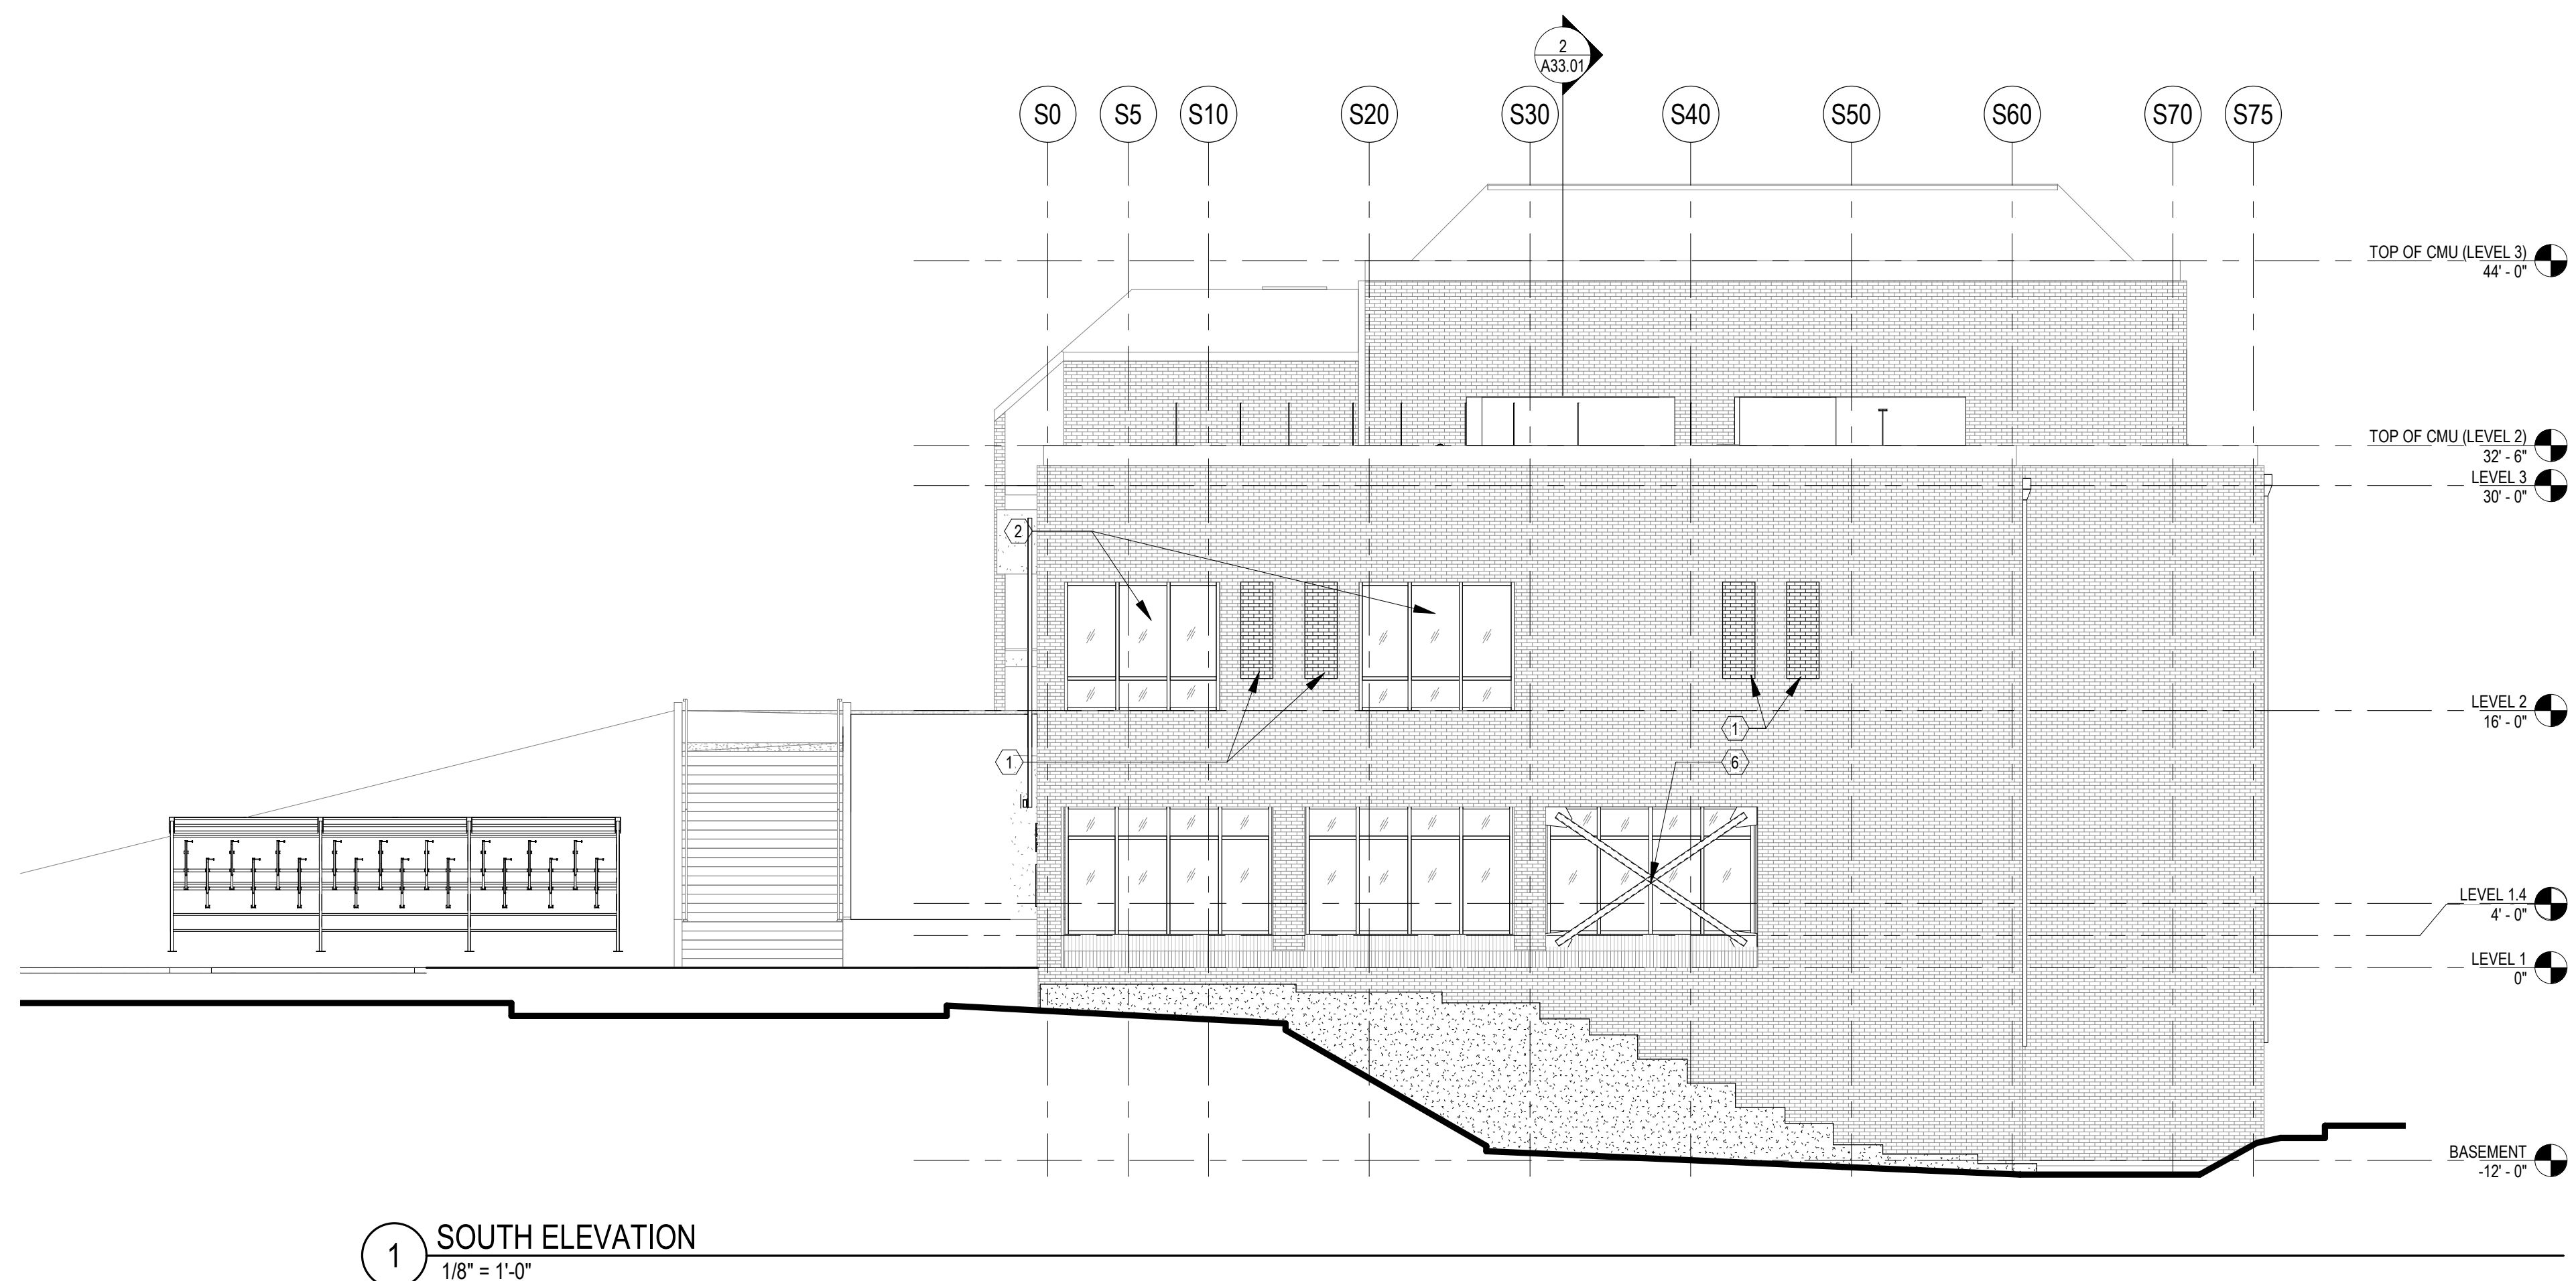 2
A33.01
S0 S5 S10 S20 S30 S40 S50 S60 S70 S75
TOP OF CMU (LEVEL 3)
44' - 0"
TOP OF CMU (LEVEL 2)
32' - 6"
LEVEL 3
30' - 0"
2
LEVEL 2
16' - 0"
1
1
6
LEVEL 1.4
4' - 0"
LEVEL 1
0"
BASEMENT
-12' - 0"
1
SOUTH ELEVATION
1/8" = 1'-0"